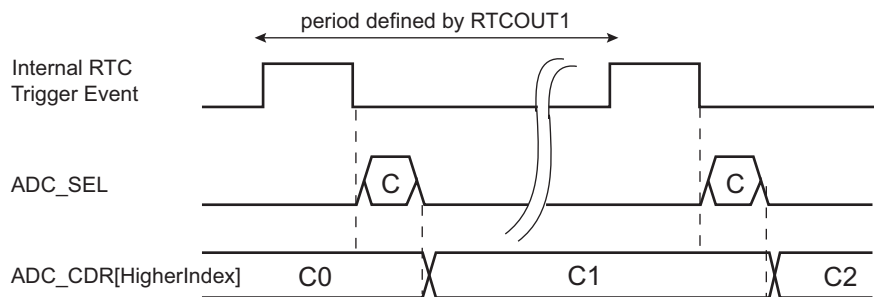 period defined by RTCOUT1
Internal RTC
Trigger Event
ADC_SEL
C
C
ADC_CDR[HigherIndex]
C0
C1
C2